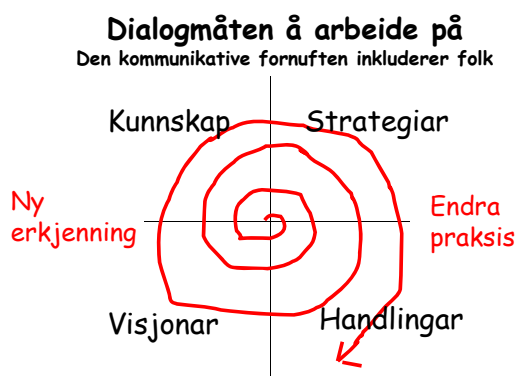 Dialogmåten å arbeide på
Den kommunikative fornuften inkluderer folk
Kunnskap
Strategiar
Ny
erkjenning
Endra
praksis
Visjonar
Handlingar